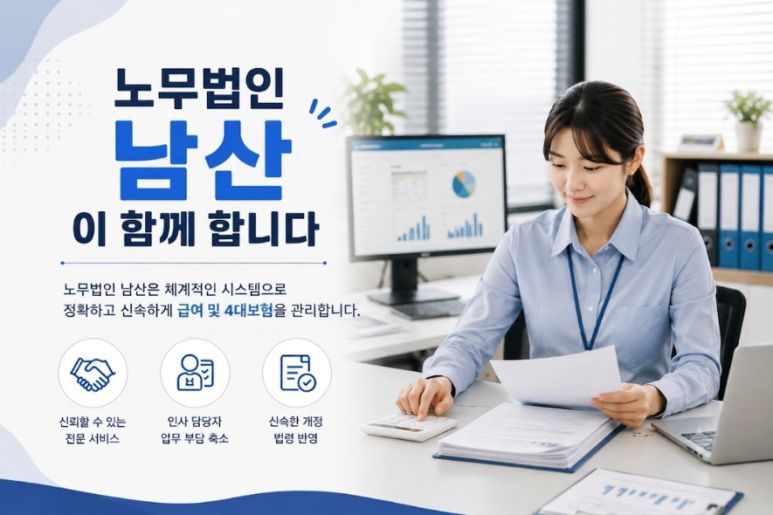 노무법인
남산
이 함께 합니다
노무법인 남산은 체계적인 시스템으로
정확하고 신속하게 급여 및 4대보험을 관리합니다.
신뢰할 수 있는
전문 서비스
인사 담당자
업무 부담 축소
신속한 개정
법령 반영